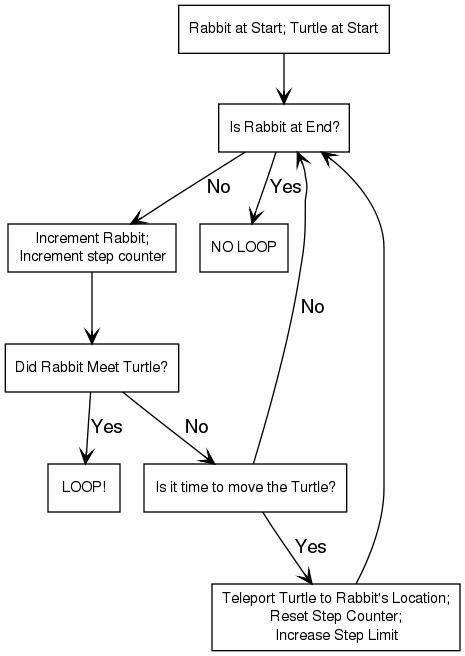 Rabbit at Start; Turtle at Start
Is Rabbit at End?
No
Yes
Increment Rabbit;
Increment step counter
NO LOOP
No
Did Rabbit Meet Turtle?
Yes
No
LOOP!
Is it time to move the Turtle?
Yes
Teleport Turtle to Rabbit's Location;
Reset Step Counter;
Increase Step Limit